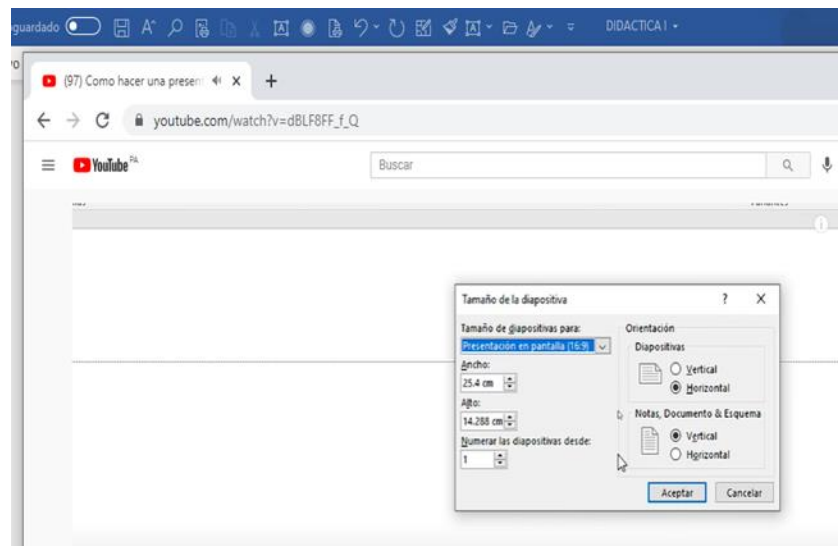 guardado
DIDACTICA I
(97) Como hacer una presen
youtube.com/watch?v=dBLF8FF_f_Q
YouTube PA
Buscar
Tamaño de la diapositiva ? X
Tamaño de diapositivas para:
Presentación en pantalla (16:9)
Ancho:
25.4 cm
Alto:
14.288 cm
Numerar las diapositivas desde:
1
Orientación
Diapositivas
Vertical
Horizontal
Notas, Documento & Esquema
Vertical
Horizontal
Aceptar Cancelar